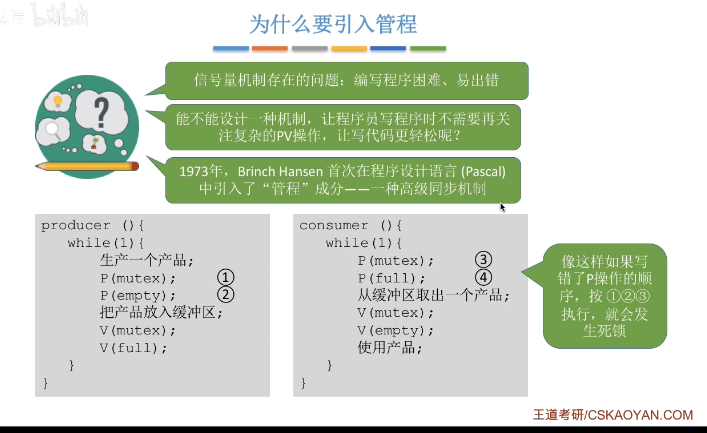 bilibili
为什么要引入管程
信号量机制存在的问题：编写程序困难、易出错
能不能设计一种机制，让程序员写程序时不需要再关
注复杂的PV操作，让写代码更轻松呢？
1973年，Brinch Hansen 首次在程序设计语言 (Pascal)
中引入了“管程”成分——一种高级同步机制
?
producer (){
while(1){
生产一个产品;
P(mutex); ①
P(empty); ②
把产品放入缓冲区;
V(mutex);
V(full);
}
}
consumer (){
while(1){
P(mutex); ③
P(full); ④
从缓冲区取出一个产品;
V(mutex);
V(empty);
使用产品;
}
}
像这样如果写
错了P操作的顺
序，按 ①②③
执行，就会发
生死锁
王道考研/CSKAOYAN.COM